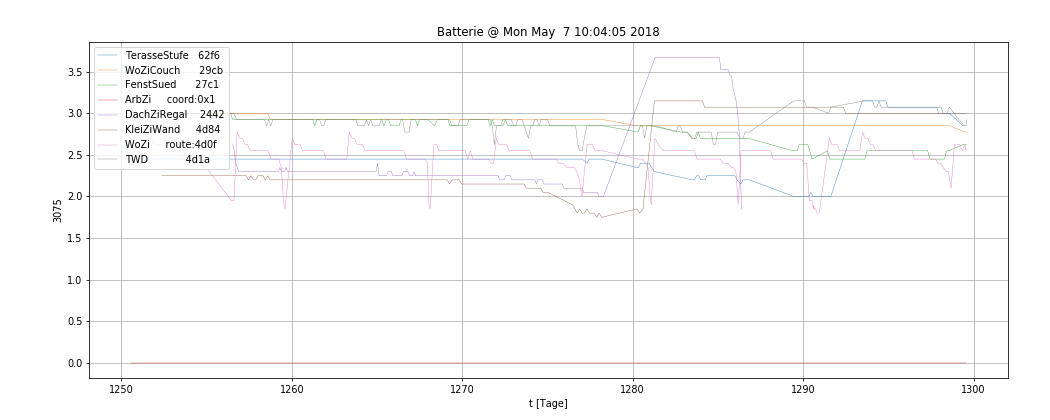 Batterie @ Mon May  7 10:04:05 2018
TerasseStufe   62f6
WoZiCouch   29cb
FenstSued   27c1
ArbZi   coord:0x1
DachZiRegal   2442
KleiZiWand   4d84
WoZi   route:4d0f
TWD   4d1a
3.5
3.0
2.5
2.0
1.5
1.0
0.5
0.0
3075
1250
1260
1270
1280
1290
1300
t [Tage]